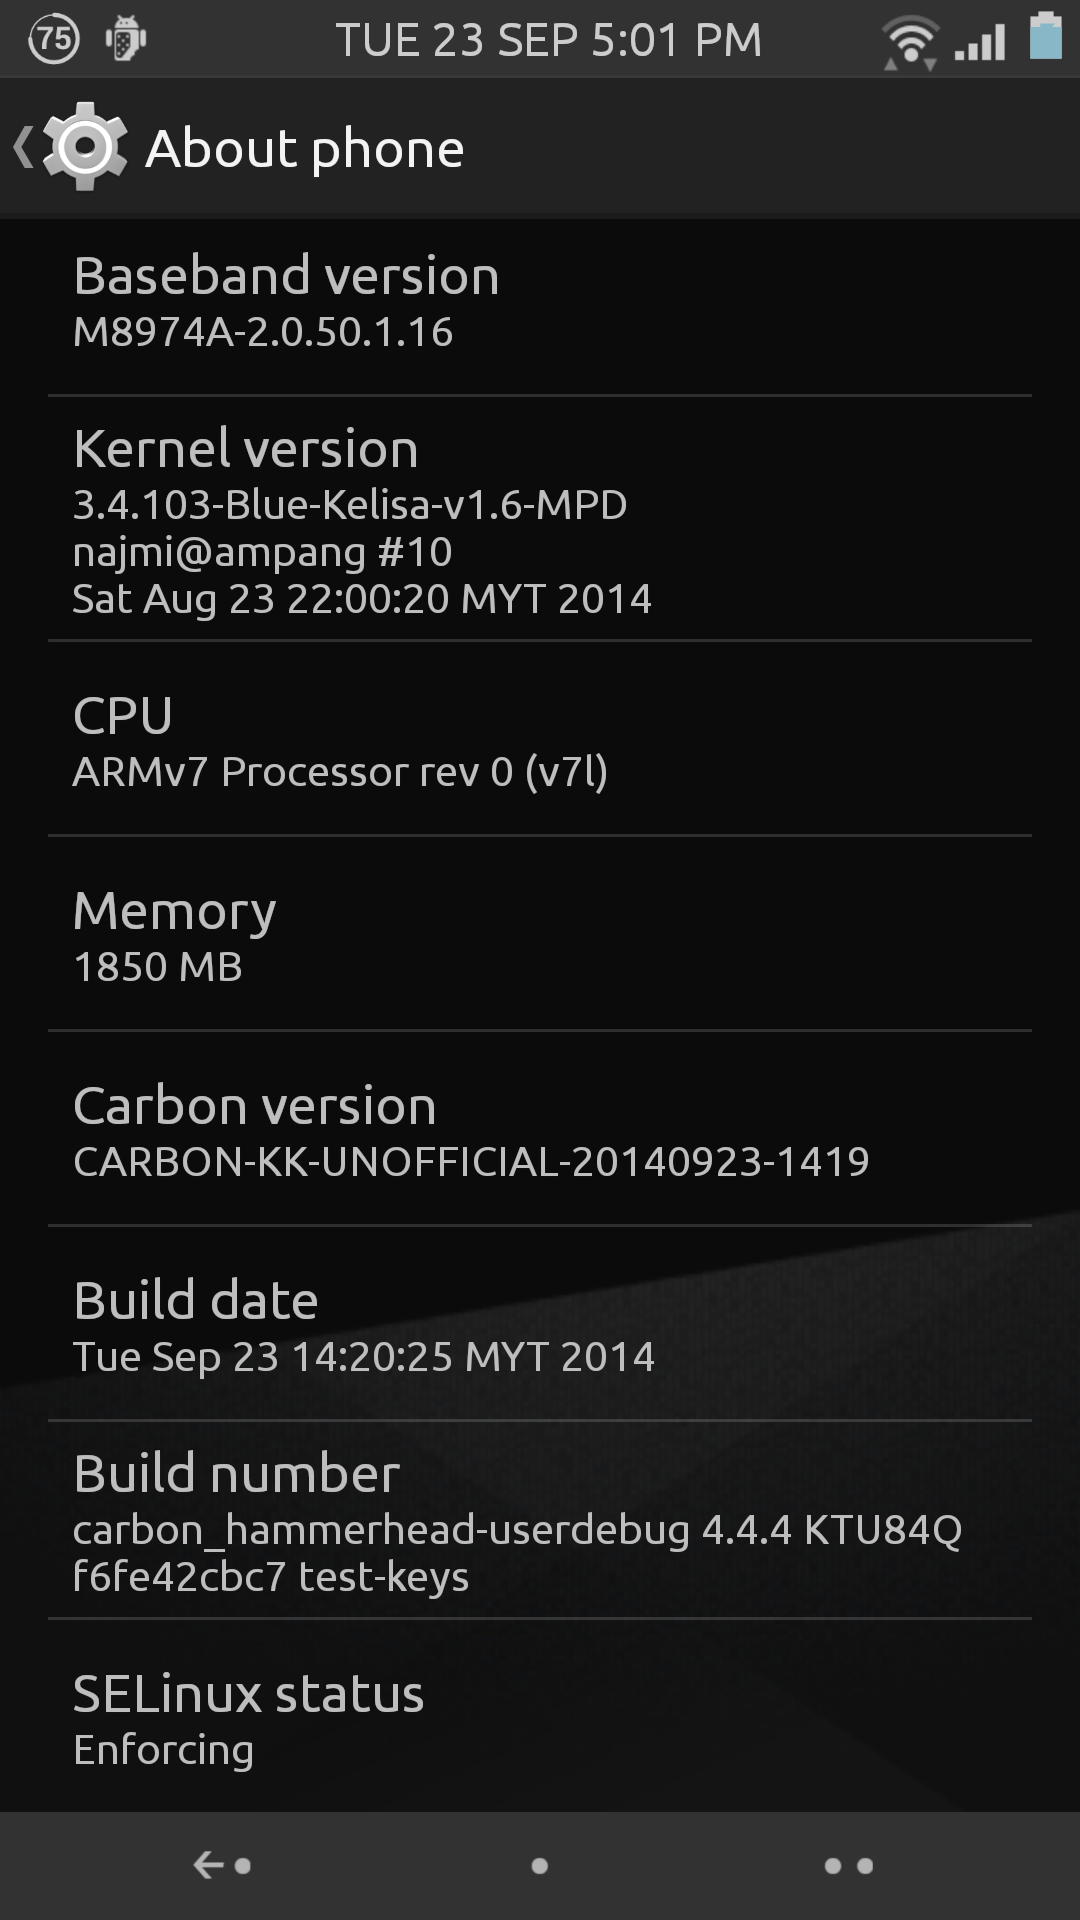 75 TUE 23 SEP 5:01 PM
About phone
Baseband version
M8974A-2.0.50.1.16
Kernel version
3.4.103-Blue-Kelisa-v1.6-MPD
najmi@ampang #10
Sat Aug 23 22:00:20 MYT 2014
CPU
ARMv7 Processor rev 0 (v7l)
Memory
1850 MB
Carbon version
CARBON-KK-UNOFFICIAL-20140923-1419
Build date
Tue Sep 23 14:20:25 MYT 2014
Build number
carbon_hammerhead-userdebug 4.4.4 KTU84Q
f6fe42cbc7 test-keys
SELinux status
Enforcing